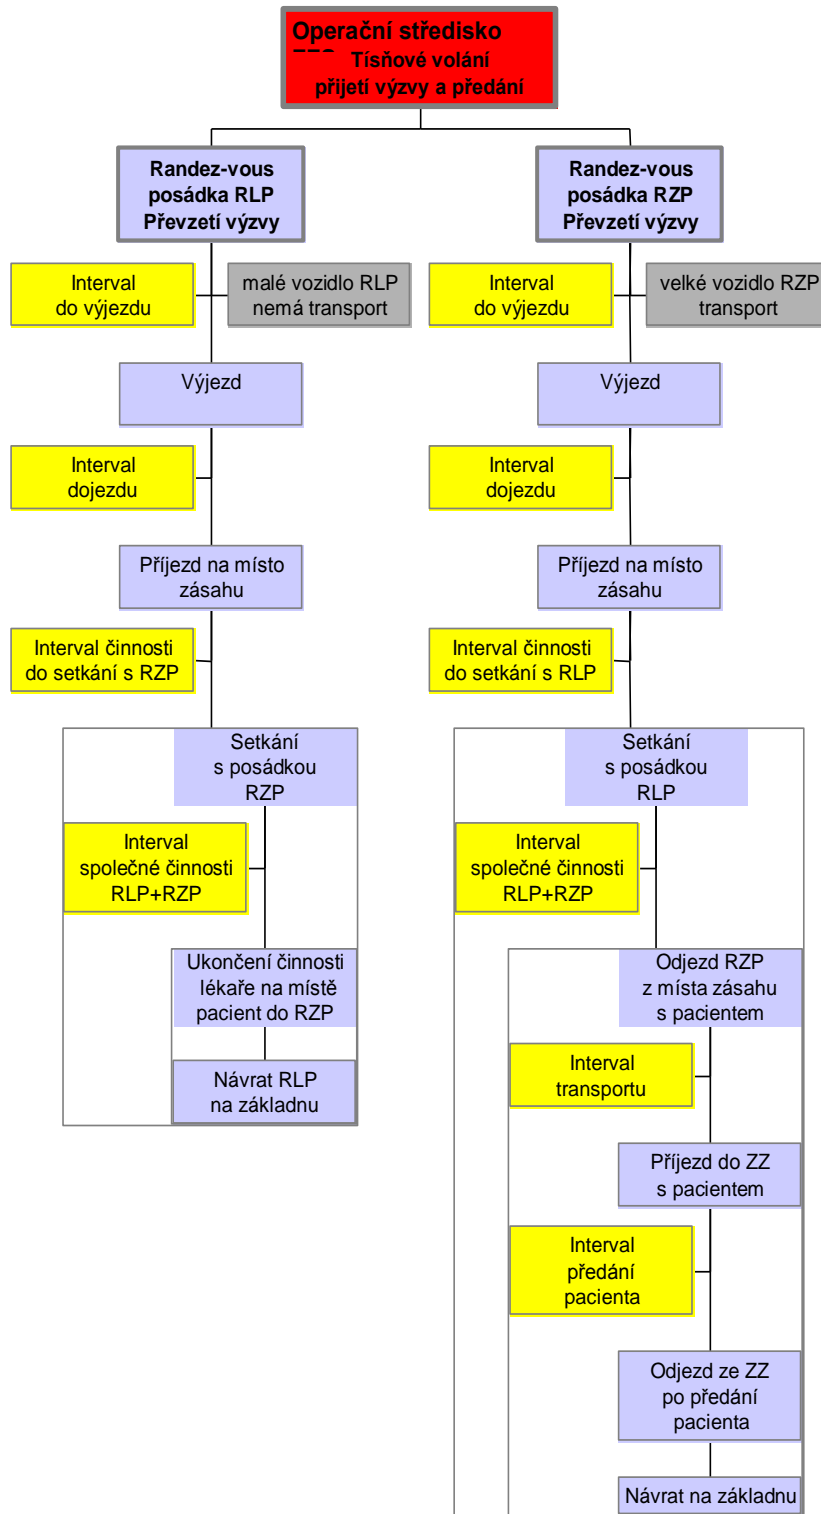 Operační středisko
Tísňové volání
přijetí výzvy a předání
Randez-vous
posádka RLP
Převzetí výzvy
Interval
do výjezdu
malé vozidlo RLP
nemá transport
Výjezd
Interval
dojezdu
Příjezd na místo
zásahu
Interval činnosti
do setkání s RZP
Setkání
s posádkou
RZP
Interval
společné činnosti
RLP+RZP
Ukončení činnosti
lékaře na místě
pacient do RZP
Návrat RLP
na základnu
Randez-vous
posádka RZP
Převzetí výzvy
Interval
do výjezdu
velké vozidlo RZP
transport
Výjezd
Interval
dojezdu
Příjezd na místo
zásahu
Interval činnosti
do setkání s RLP
Setkání
s posádkou
RLP
Interval
společné činnosti
RLP+RZP
Odjezd RZP
z místa zásahu
s pacientem
Interval
transportu
Příjezd do ZZ
s pacientem
Interval
předání
pacienta
Odjezd ze ZZ
po předání
pacienta
Návrat na základnu